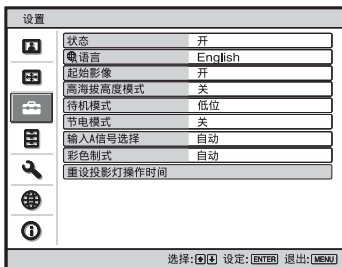 设置
状态 开
语言 English
起始影像 开
高海拔高度模式 关
待机模式 低位
节电模式 关
输入A信号选择 自动
彩色制式 自动
重设投影灯操作时间
选择: 设定:ENTER 退出:MENU